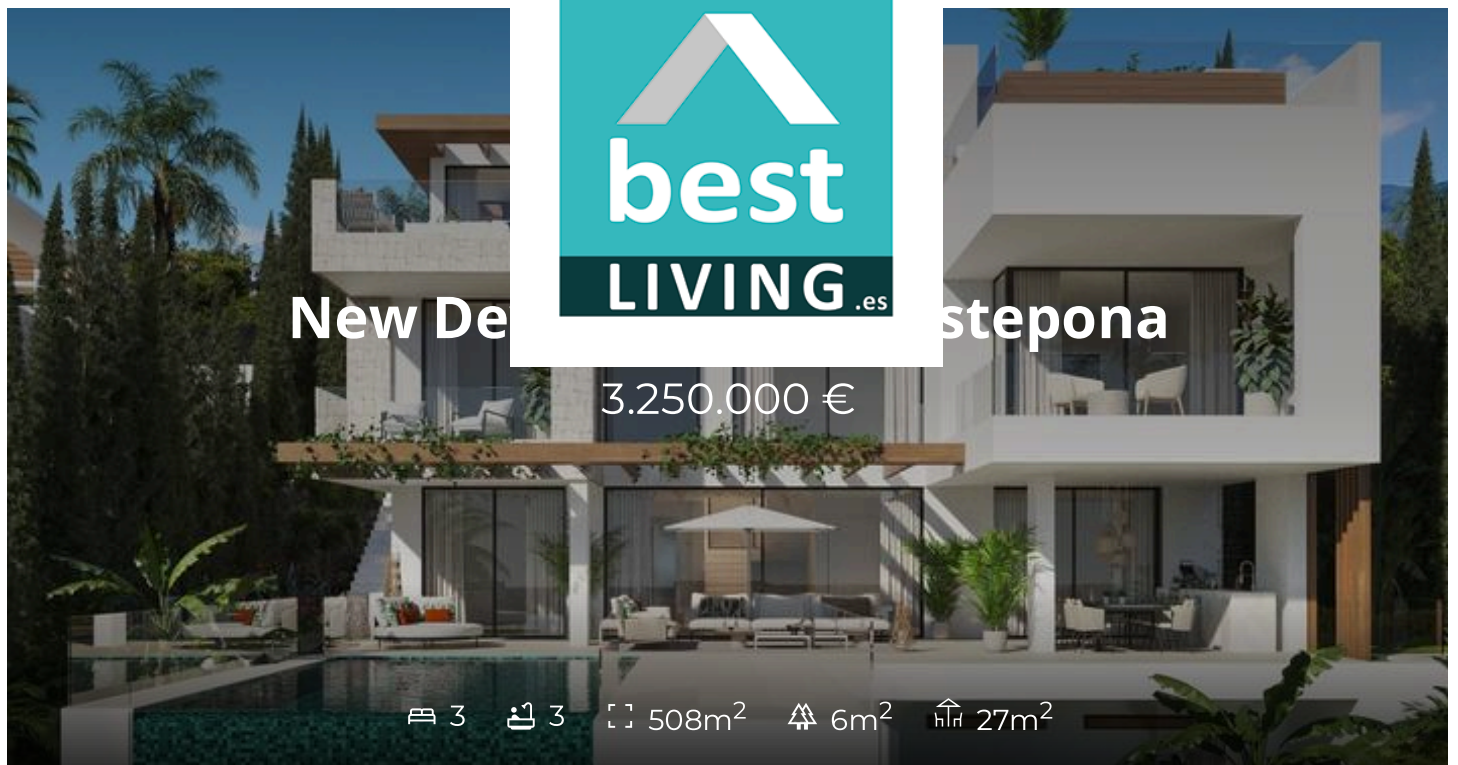 best
LIVING.es
New De stepona
3.250.000 €
3 3 508m² 6m² 27m²